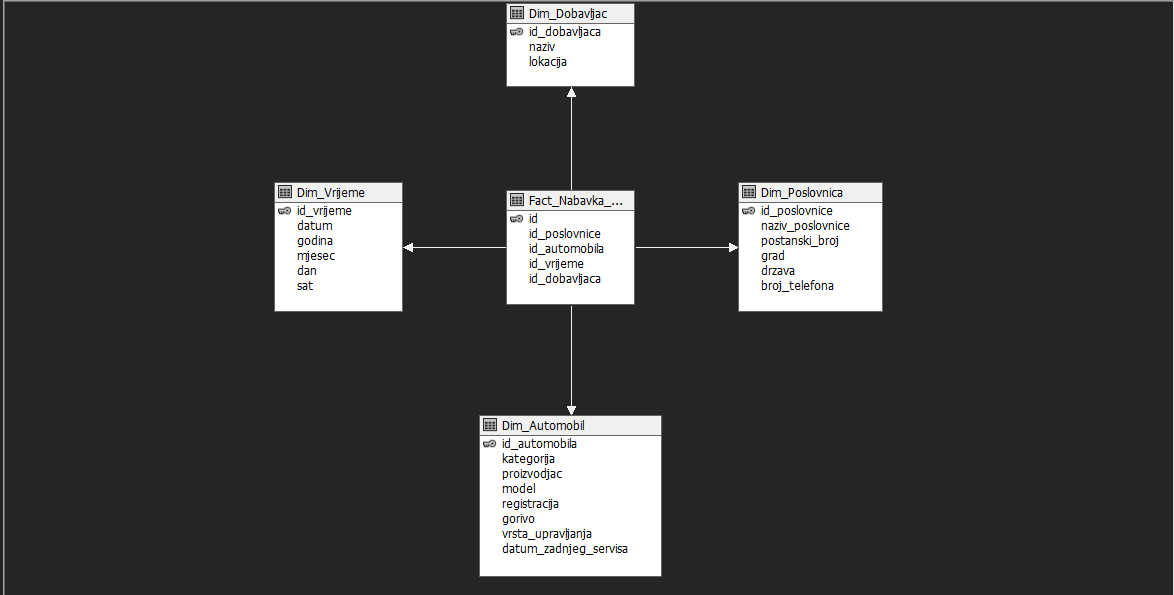 Dim_Dobavljac
id_dobavljaca
naziv
lokacija
Dim_Vrijeme
id_vrijeme
datum
godina
mjesec
dan
sat
Fact_Nabavka_...
id
id_poslovnice
id_automobila
id_vrijeme
id_dobavljaca
Dim_Poslovnica
id_poslovnice
naziv_poslovnice
postanski_broj
grad
drzava
broj_telefona
Dim_Automobil
id_automobila
kategorija
proizvodjac
model
registracija
gorivo
vrsta_upravljanja
datum_zadnjeg_servisa